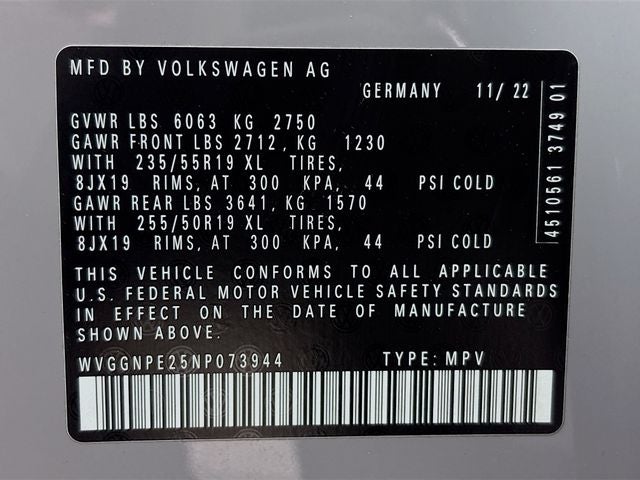 MFD BY VOLKSWAGEN AG
GERMANY 11/ 22
GVWR LBS 6063 KG 2750
GAWR FRONT LBS 2712 , KG 1230
WITH 235/55R19 XL TIRES,
8JX19 RIMS, AT 300 KPA, 44 PSI COLD
GAWR REAR LBS 3641, KG 1570
WITH 255/50R19 XL TIRES,
8JX19 RIMS, AT 300 KPA, 44 PSI COLD
THIS VEHICLE CONFORMS TO ALL APPLICABLE
U.S. FEDERAL MOTOR VEHICLE SAFETY STANDARDS
IN EFFECT ON THE DATE OF MANUFACTURE
SHOWN ABOVE.
WVGGNPE25NP073944 TYPE: MPV
4510561 3749 01